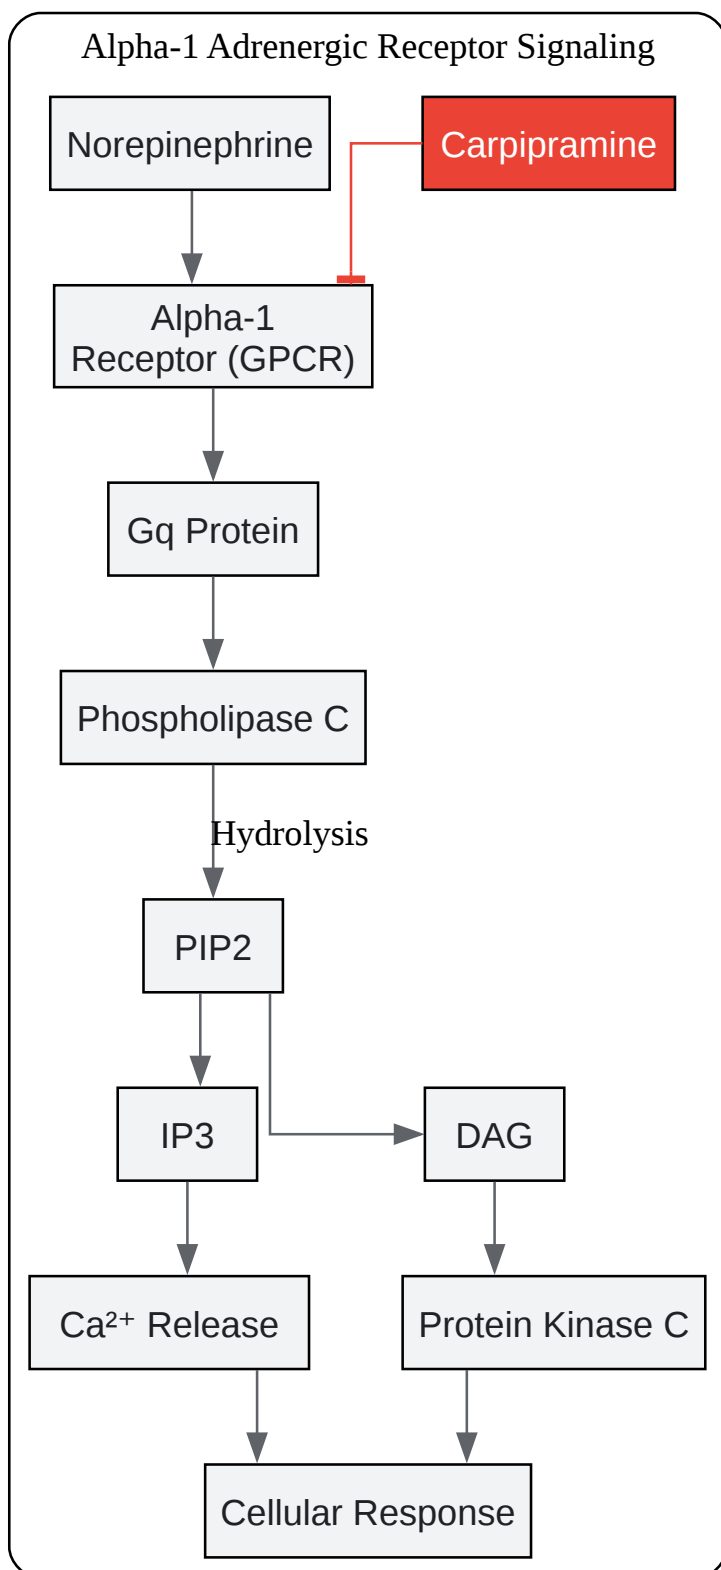 Alpha-1 Adrenergic Receptor Signaling
Norepinephrine
Carpipramine
Alpha-1
Receptor (GPCR)
Gq Protein
Phospholipase C
Hydrolysis
PIP2
IP3
DAG
Ca²⁺ Release
Protein Kinase C
Cellular Response